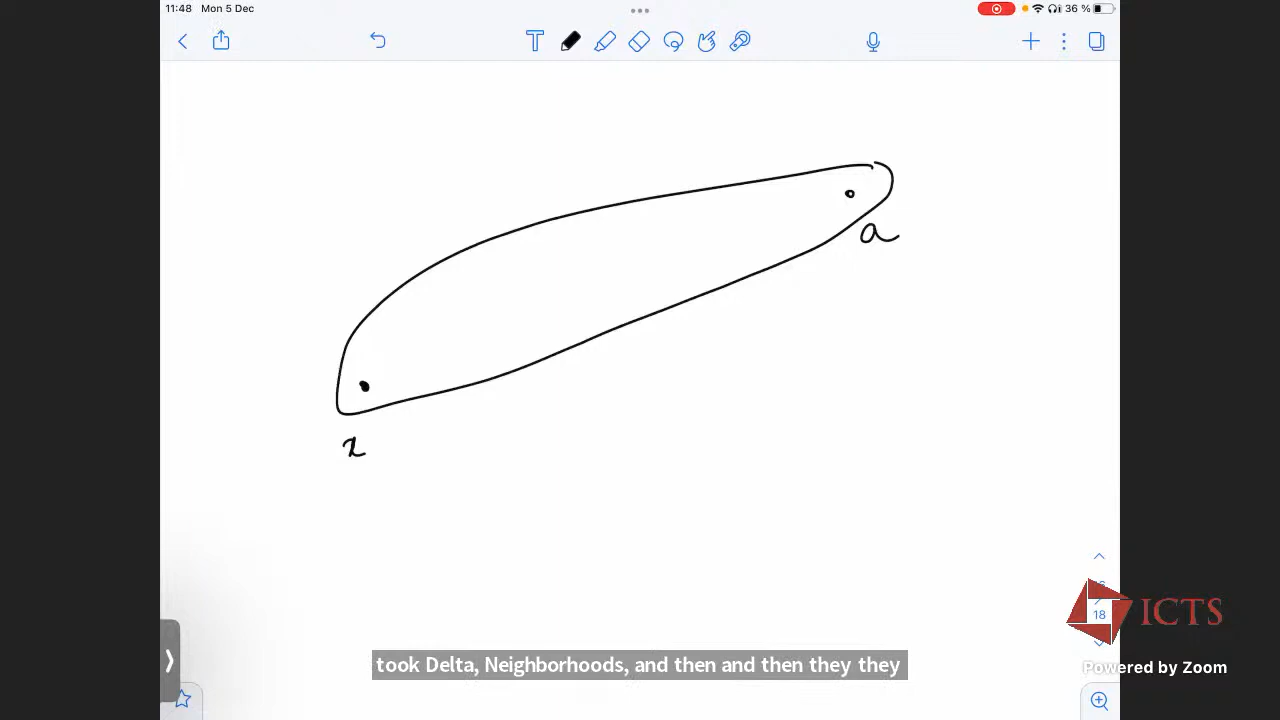 11:48 Mon 5 Dec
36 %
a
x
18
ICTS
took Delta, Neighborhoods, and then and then they they
Powered by Zoom